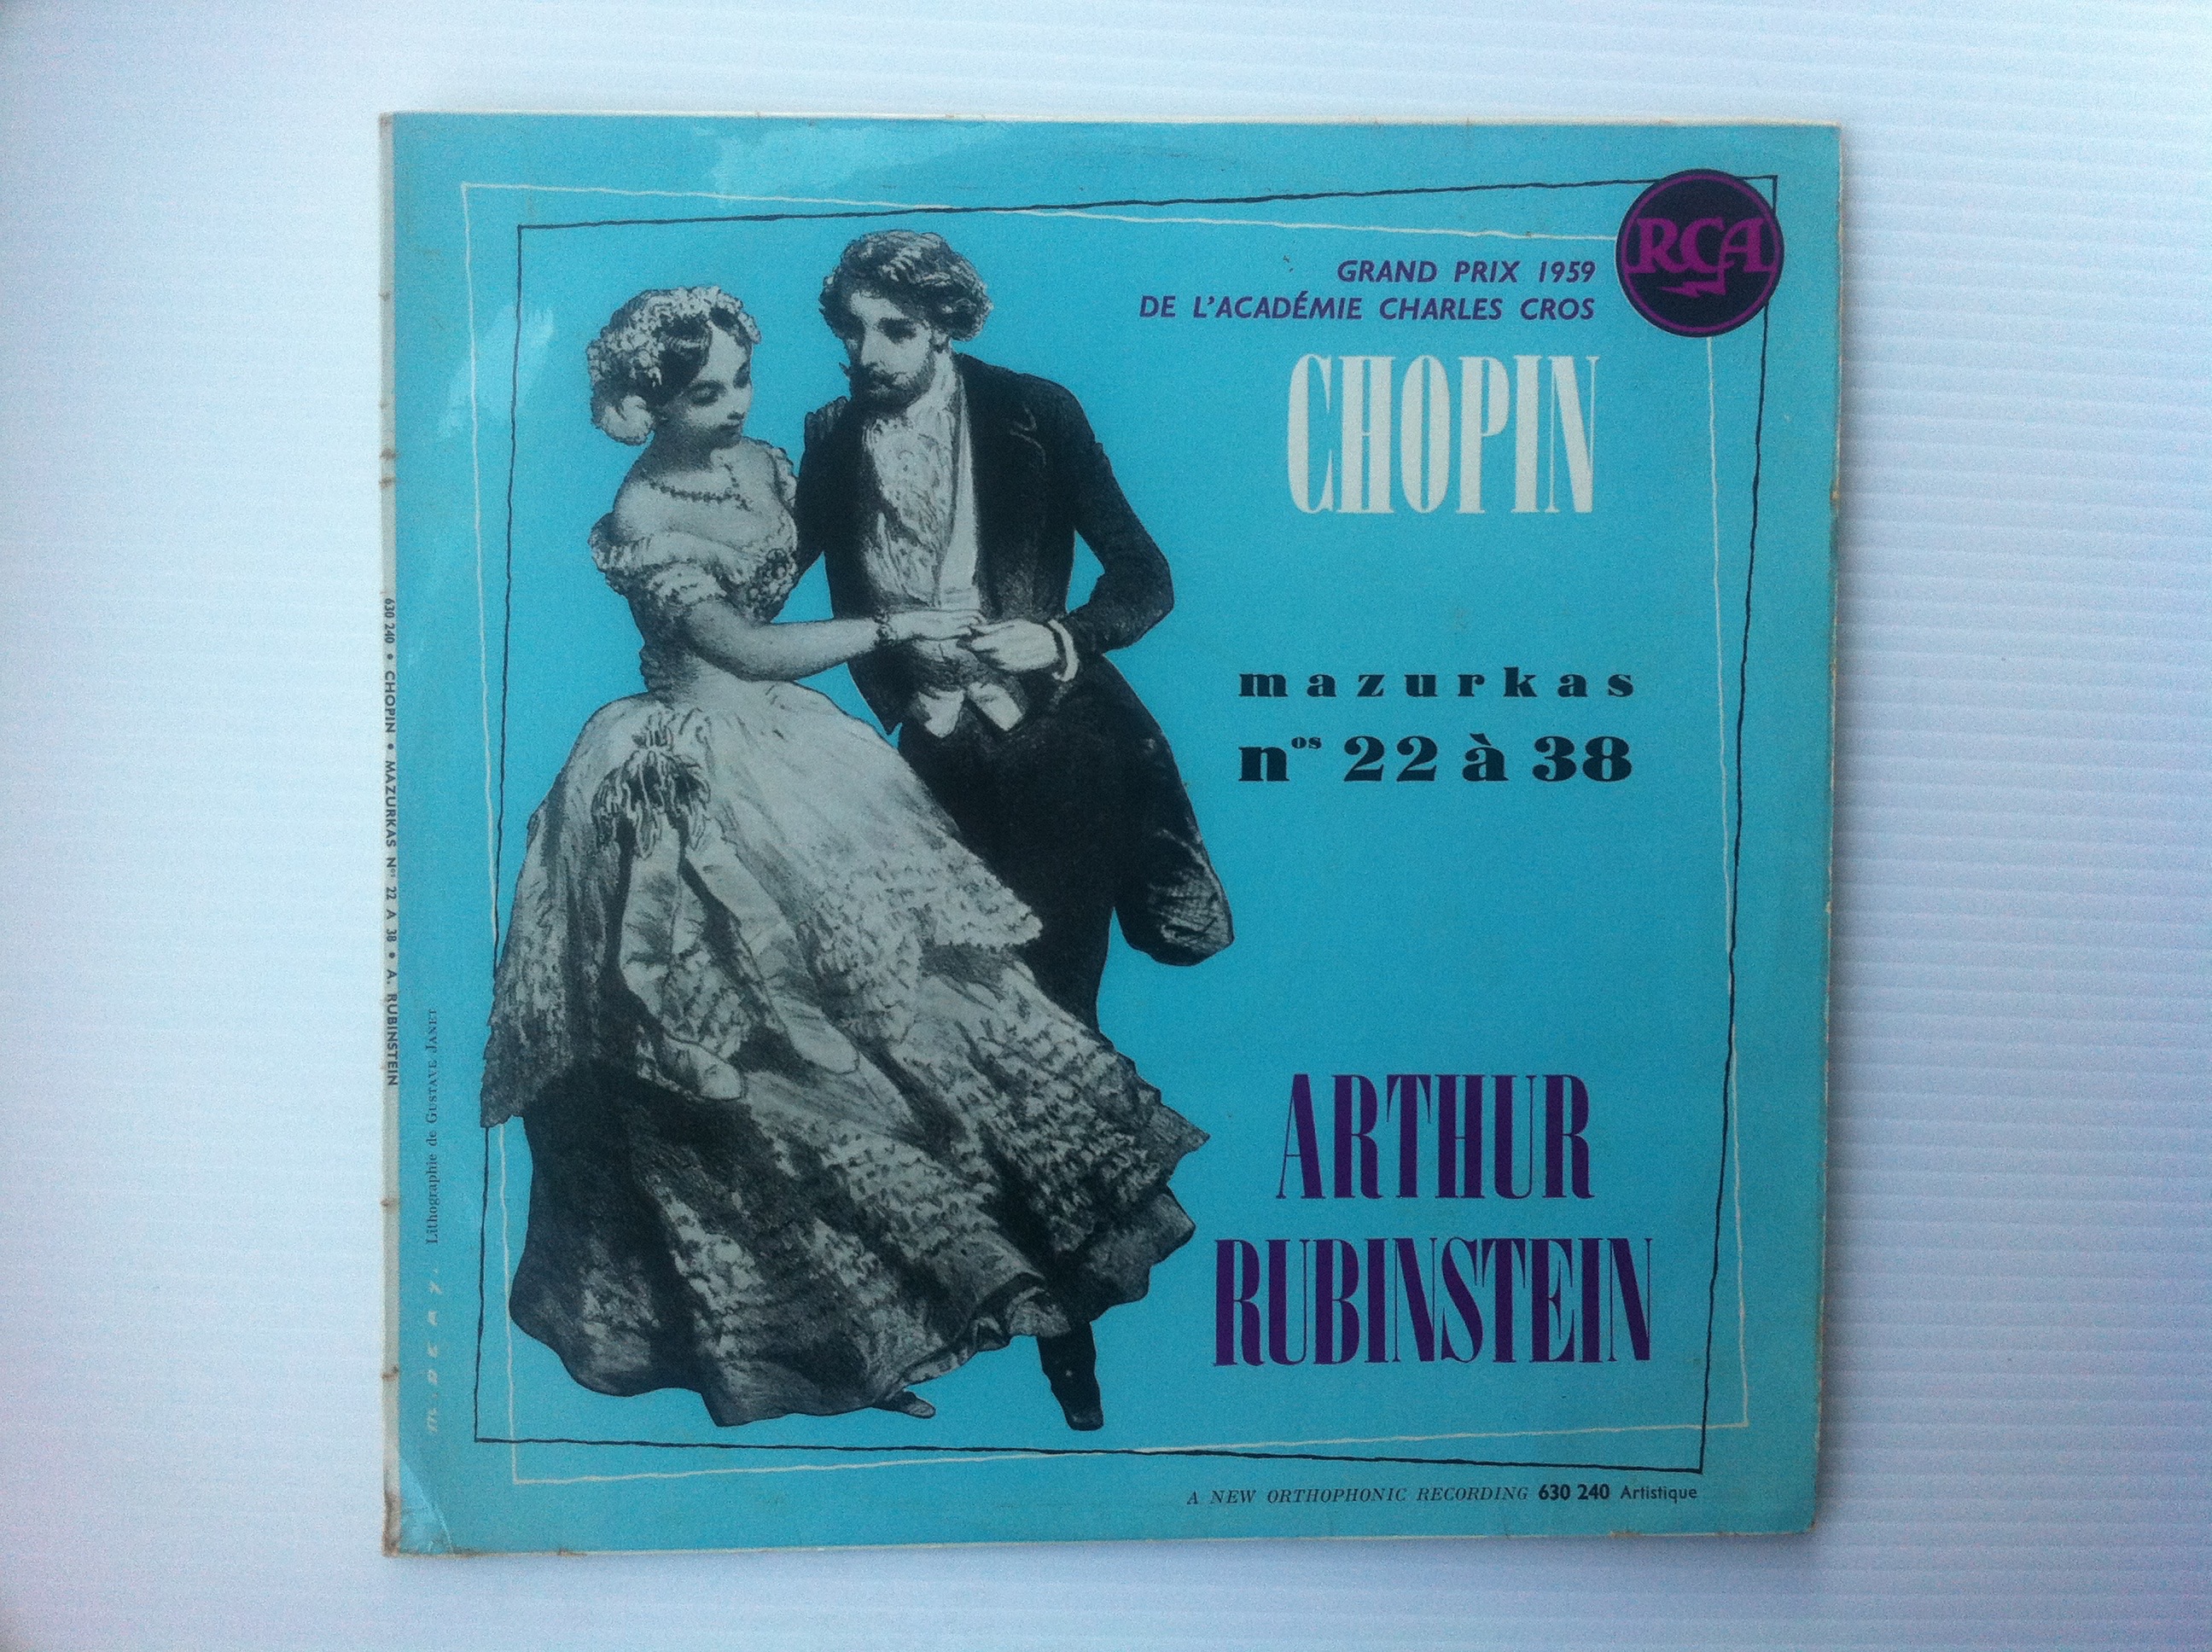 RCA
GRAND PRIX 1959
DE L'ACADÉMIE CHARLES CROS
CHOPIN
mazurkas
nos 22 à 38
ARTHUR
RUBINSTEIN
A NEW ORTHOPHONIC RECORDING 630 240 Artistique
630 240 • CHOPIN • MAZURKAS Nos 22 A 38 • A. RUBINSTEIN
Lithographie de GUSTAVE JANET